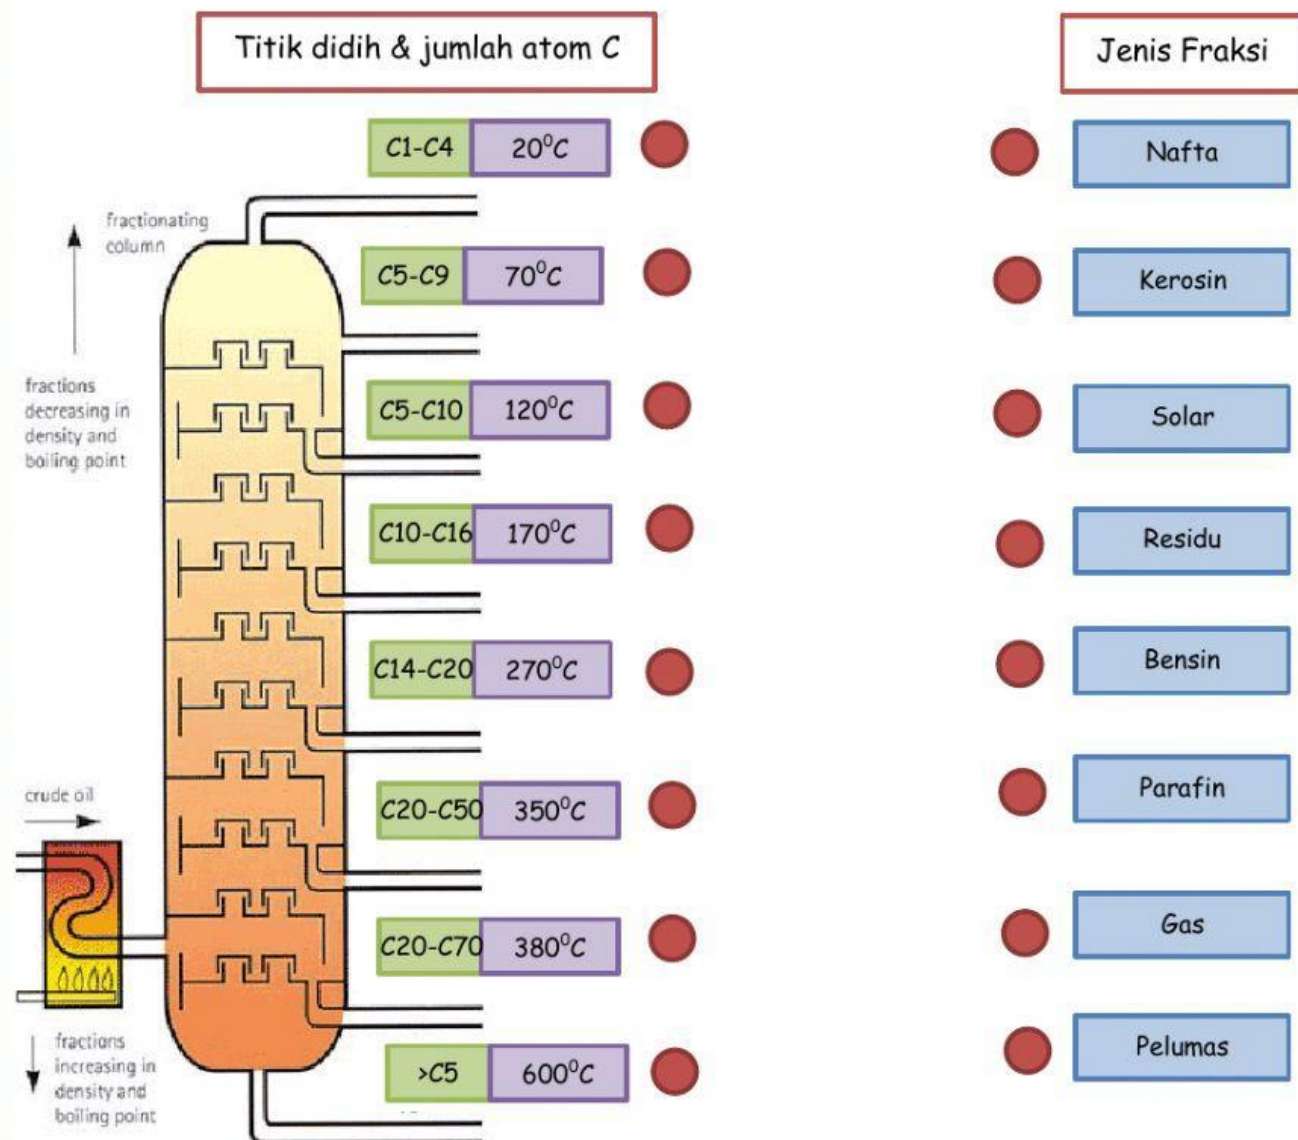 Titik didih & jumlah atom C
Jenis Fraksi
C1-C4 20⁰C
Nafta
fractionating
column
C5-C9 70⁰C
Kerosin
fractions
decreasing in
density and
boiling point
C5-C10 120⁰C
Solar
C10-C16 170⁰C
Residu
C14-C20 270⁰C
Bensin
crude oil
C20-C50 350⁰C
Parafin
C20-C70 380⁰C
Gas
fractions
increasing in
density and
boiling point
>C5 600⁰C
Pelumas